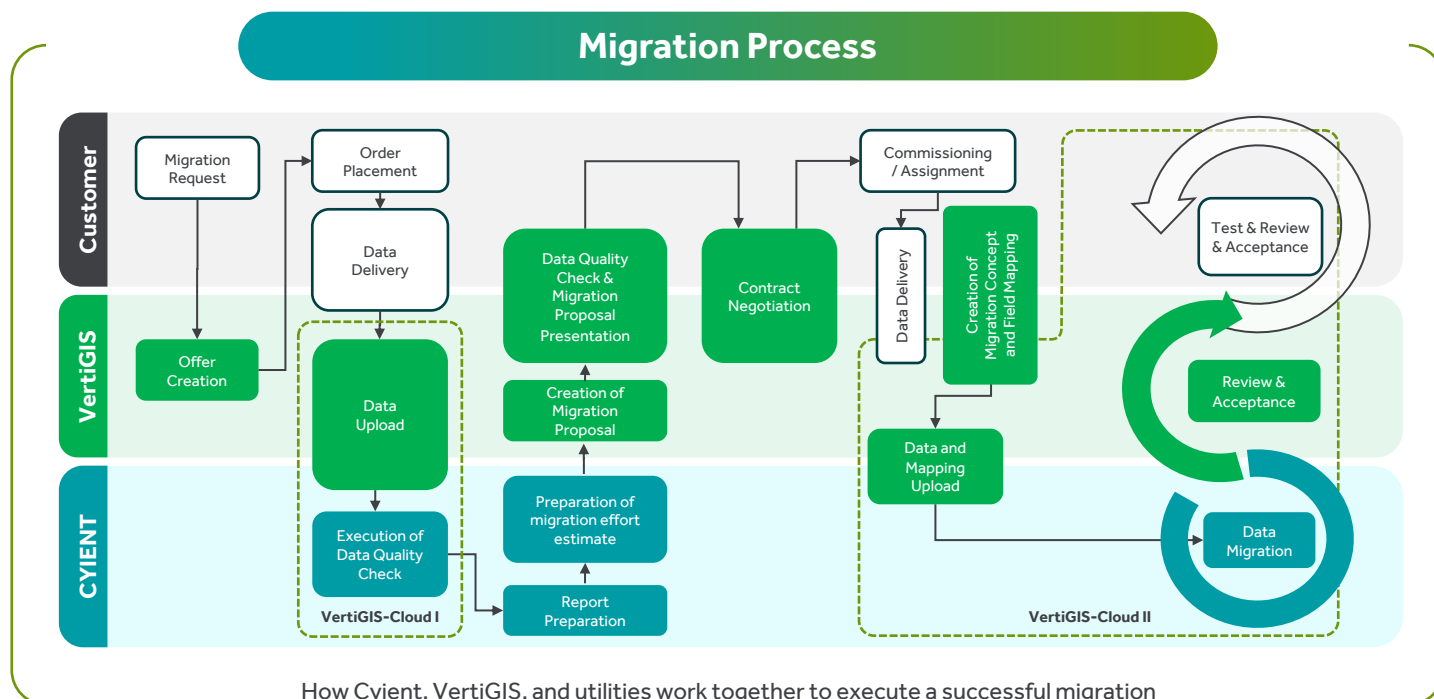 Migration Process
Customer
Migration
Request
Order
Placement
Data
Delivery
Data Quality
Check &
Migration
Proposal
Presentation
Contract
Negotiation
Commissioning
/ Assignment
Data Delivery
Creation of
Migration Concept
and Field Mapping
Test & Review
& Acceptance
VertiGIS
Offer
Creation
Data
Upload
Creation of
Migration
Proposal
Data and
Mapping
Upload
Review &
Acceptance
CYIENT
Execution of
Data Quality
Check
VertiGIS-Cloud I
Preparation of
migration effort
estimate
Report
Preparation
Data
Migration
VertiGIS-Cloud II
How Cyient, VertiGIS, and utilities work together to execute a successful migration